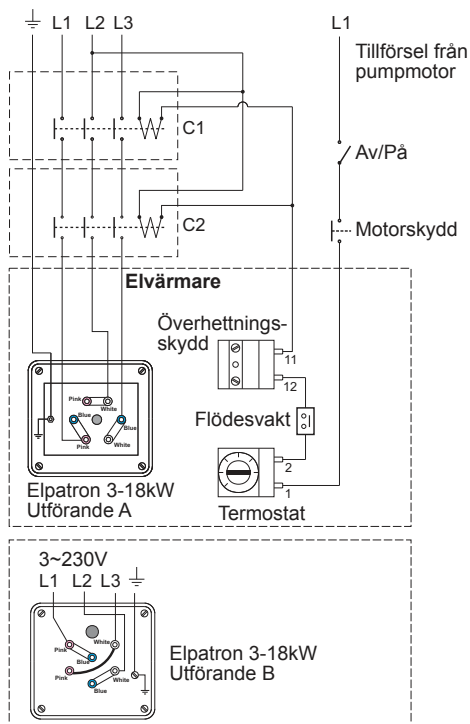 L1 L2 L3
L1
Tillförsel från
pumpmotor
C1
Av/På
C2
Motorskydd
Elvärmare
Överhettnings-
skydd
11
12
Flödesvakt
2
1
Termostat
Pink
White
Blue
Blue
Pink
White
Elpatron 3-18kW
Utförande A
3~230V
L1 L2 L3
White
Pink
Blue
Pink
White
Blue
Elpatron 3-18kW
Utförande B